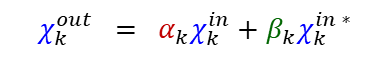 χ_k^{out} = α_k χ_k^{in} + β_k χ_k^{in *}